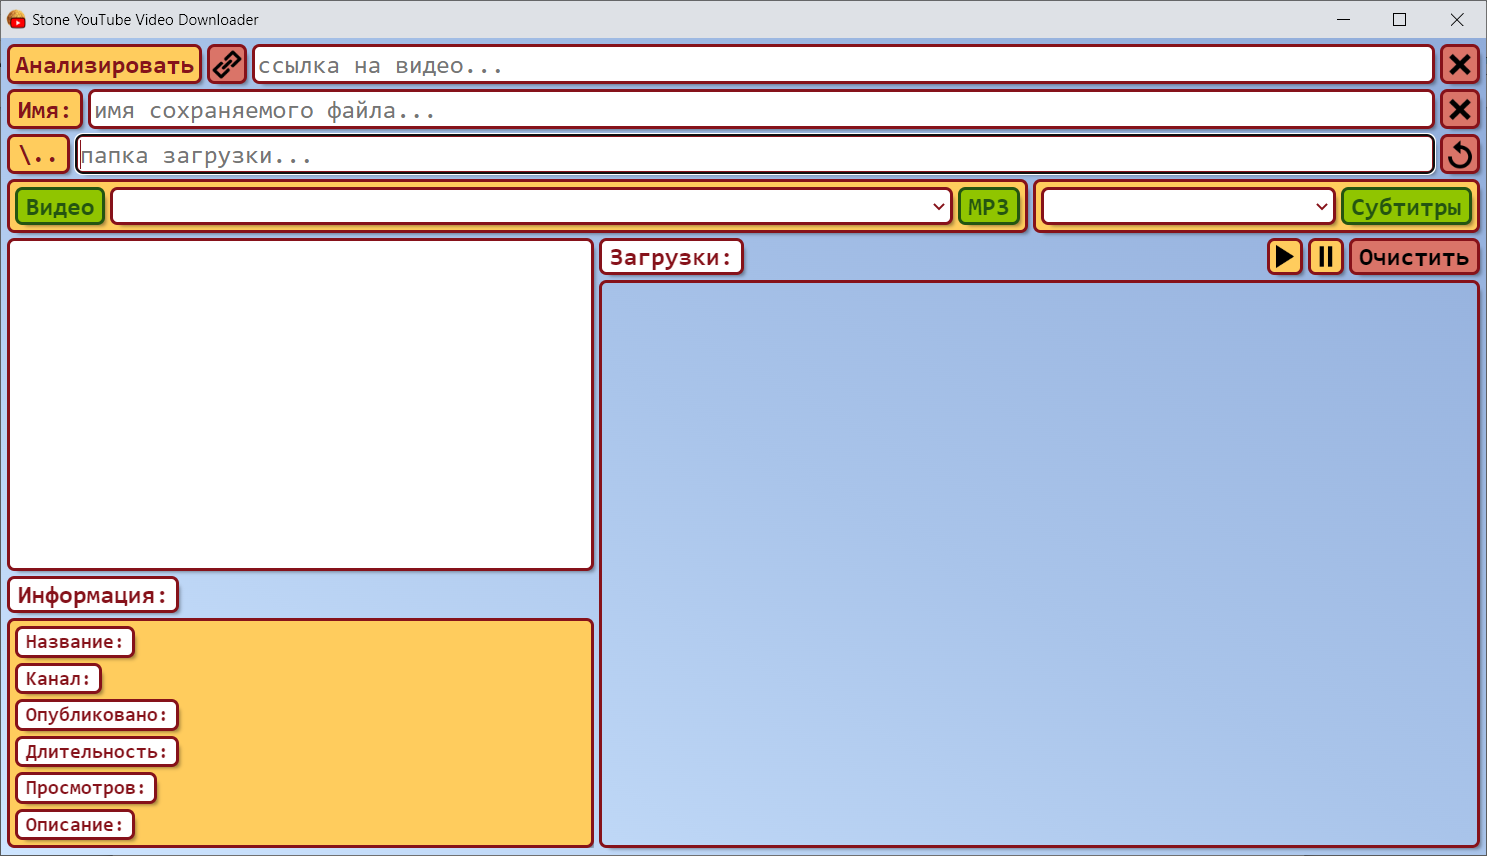 Stone YouTube Video Downloader
Анализировать ссылка на видео...
Имя: имя сохраняемого файла...
\.. папка загрузки...
Видео MP3 Субтитры
Загрузки: Очистить
Информация:
Название:
Канал:
Опубликовано:
Длительность:
Просмотров:
Описание: